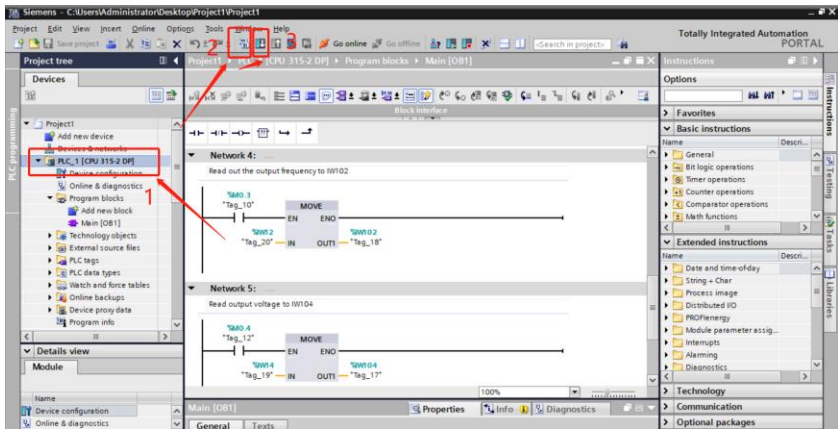 Siemens - C:\Users\Administrator\Desktop\Project1\Project1
Project Edit View Insert Online Options Tools Window Help
Totally Integrated Automation
PORTAL
Save project
Go online
Go offline
<Search in project>
2
3
Project tree
Project1 ▸ PLC_1 [CPU 315-2 DP] ▸ Program blocks ▸ Main [OB1]
Instructions
Devices
Options
Block interface
PLC programming
Project1
Add new device
Devices & networks
PLC_1 [CPU 315-2 DP]
Device configuration
Online & diagnostics
Program blocks
Add new block
Main [OB1]
Technology objects
External source files
PLC tags
PLC data types
Watch and force tables
Online backups
Device proxy data
Program info
1
Details view
Module
Name
Device configuration
Online & diagnostics
Network 4:
Read out the output frequency to IW102
%M0.3
"Tag_10"
MOVE
EN ENO
%IW12
"Tag_20" IN
%IW102
OUT1 "Tag_18"
Network 5:
Read output voltage to IW104
%M0.4
"Tag_12"
MOVE
EN ENO
%IW14
"Tag_19" IN
%IW104
OUT1 "Tag_17"
100%
Main [OB1]
Properties Info Diagnostics
General Texts
Favorites
Basic instructions
Name Descri...
General
Bit logic operations
Timer operations
Counter operations
Comparator operations
Math functions
Extended instructions
Name Descri...
Date and time-of-day
String + Char
Process image
Distributed I/O
PROFIenergy
Module parameter assig...
Interrupts
Alarming
Diagnostics
Technology
Communication
Optional packages
Instructions
Testing
Tasks
Libraries